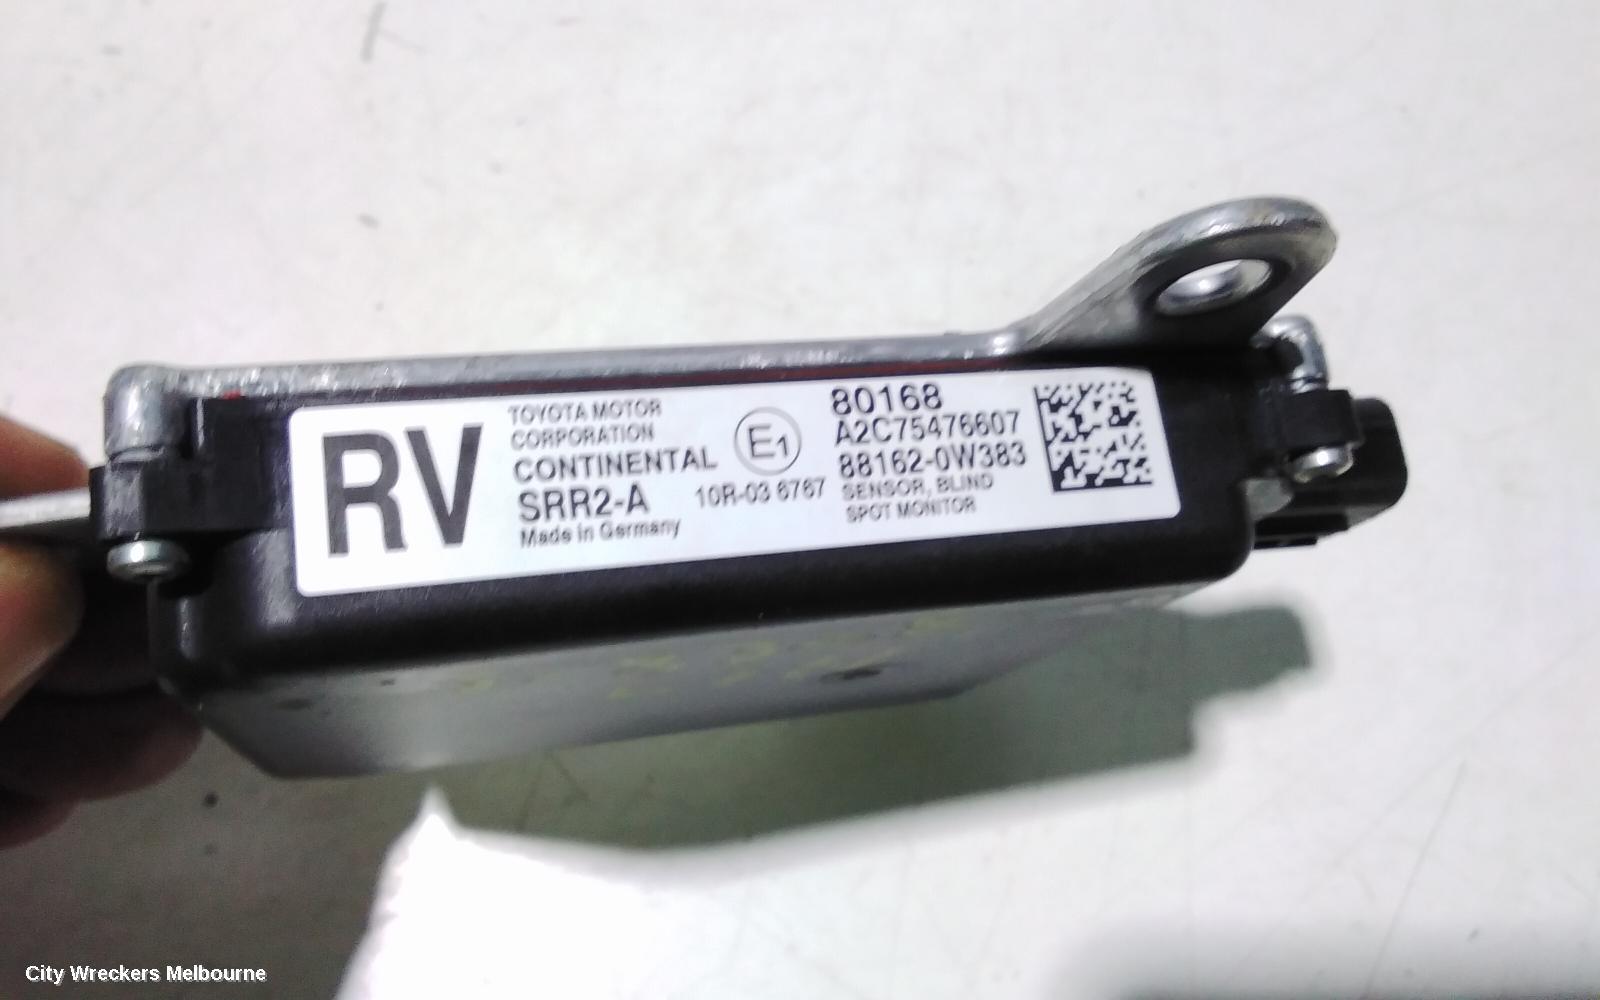 RV
TOYOTA MOTOR
CORPORATION
CONTINENTAL
SRR2-A
Made in Germany
E1
10R-03 6767
80168
A2C75476607
88162-0W383
SENSOR, BLIND
SPOT MONITOR
City Wreckers Melbourne